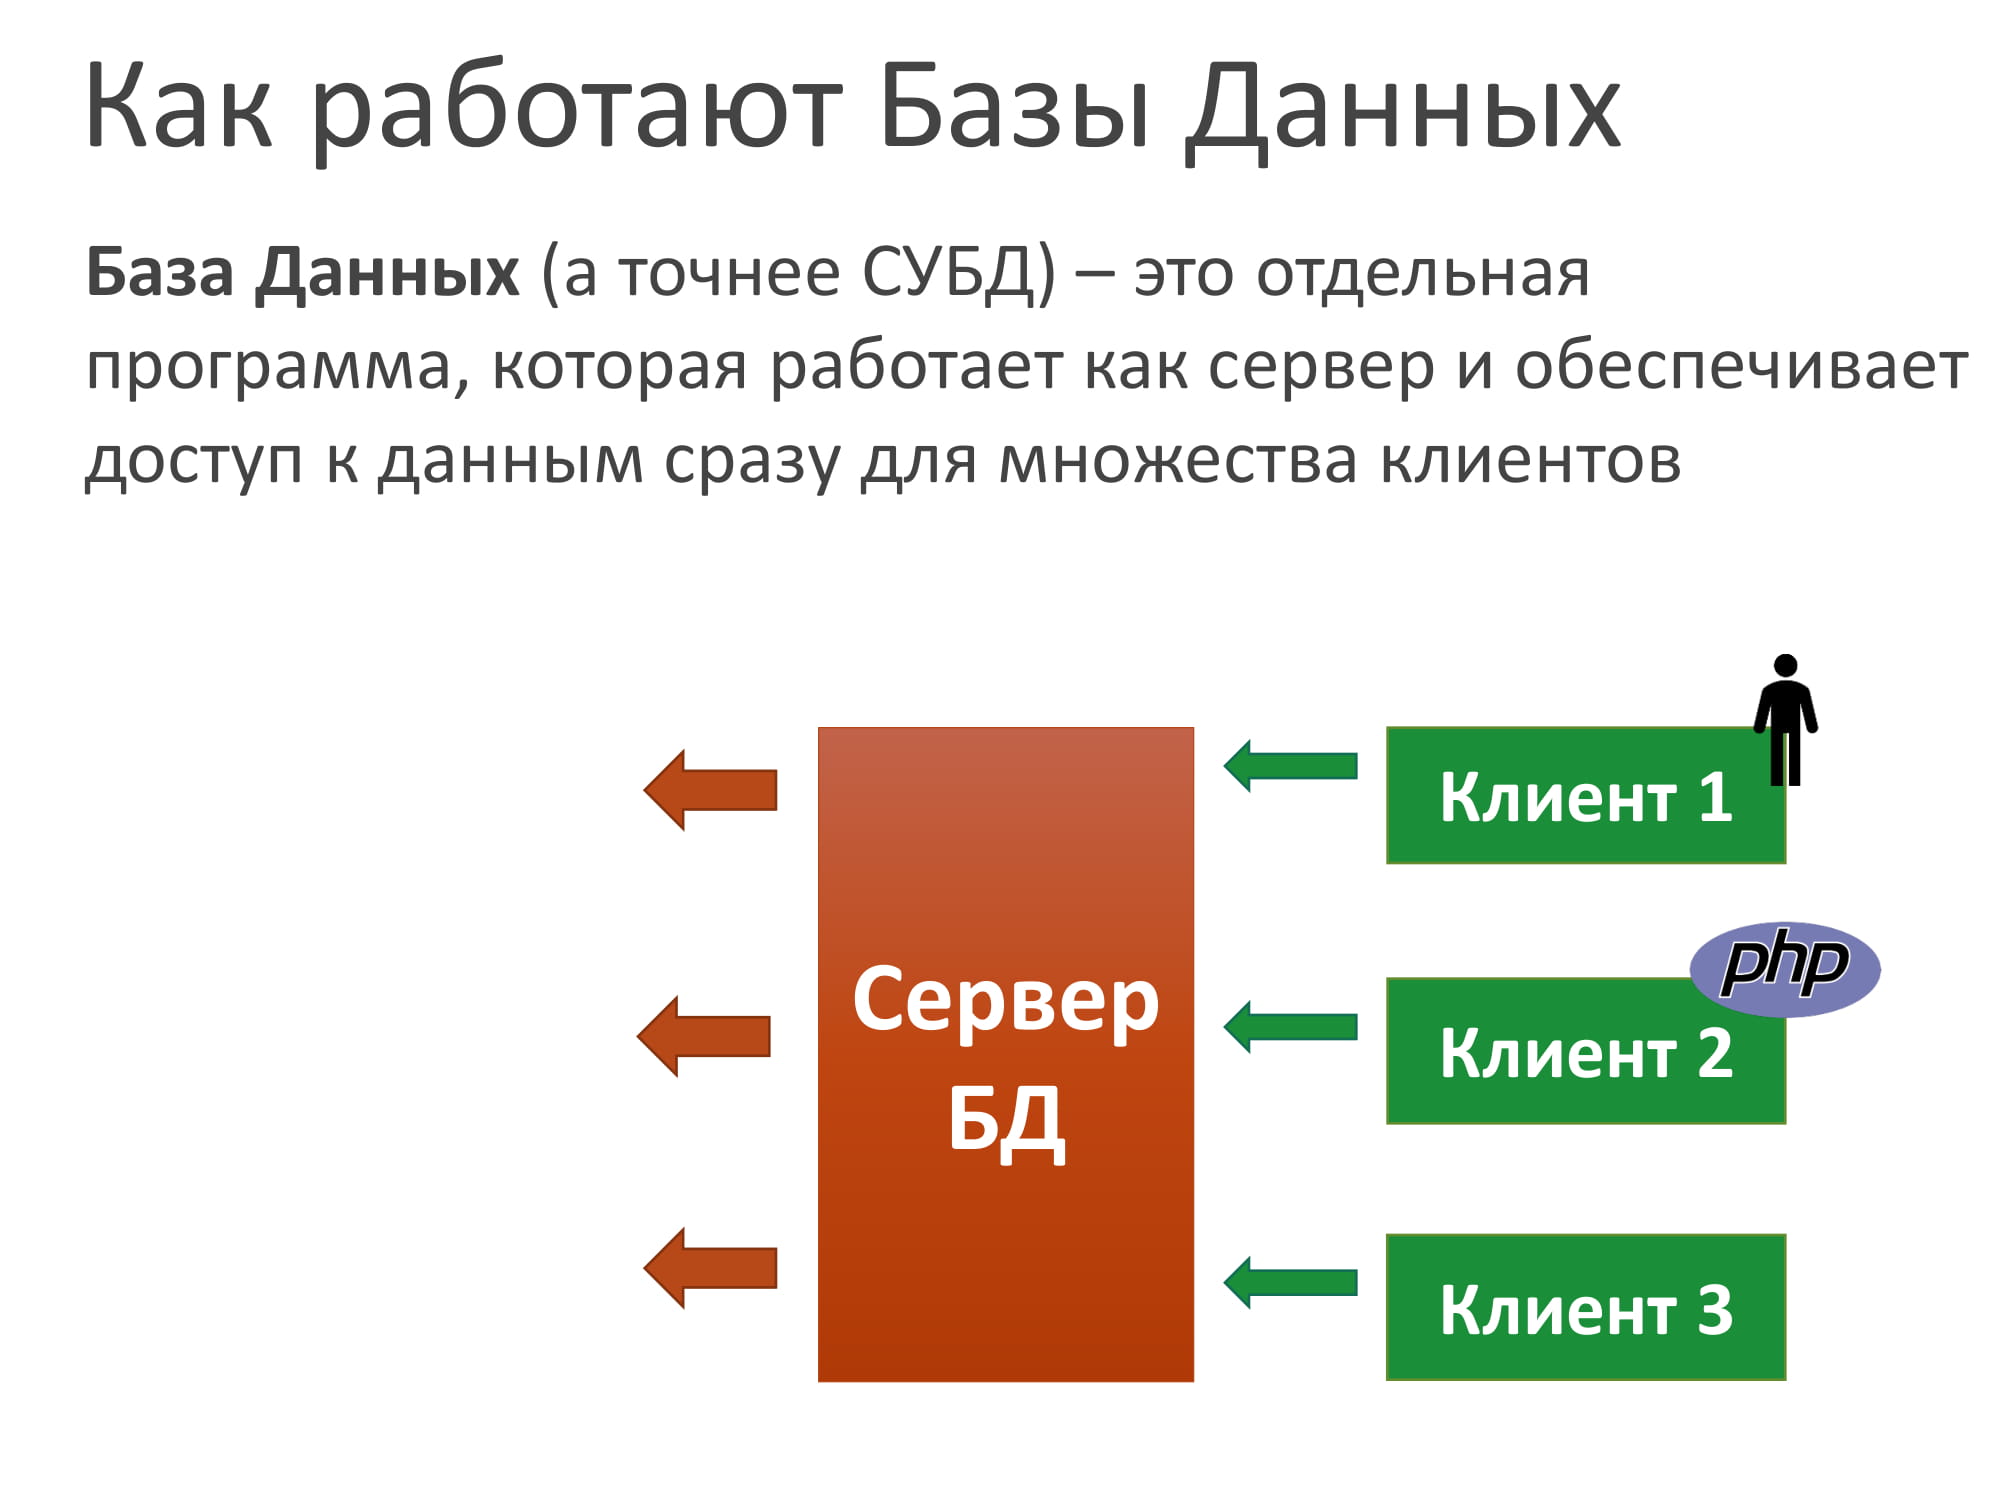 Как работают Базы Данных
База Данных (а точнее СУБД) – это отдельная
программа, которая работает как сервер и обеспечивает
доступ к данным сразу для множества клиентов
Клиент 1
php
Сервер
БД
Клиент 2
Клиент 3